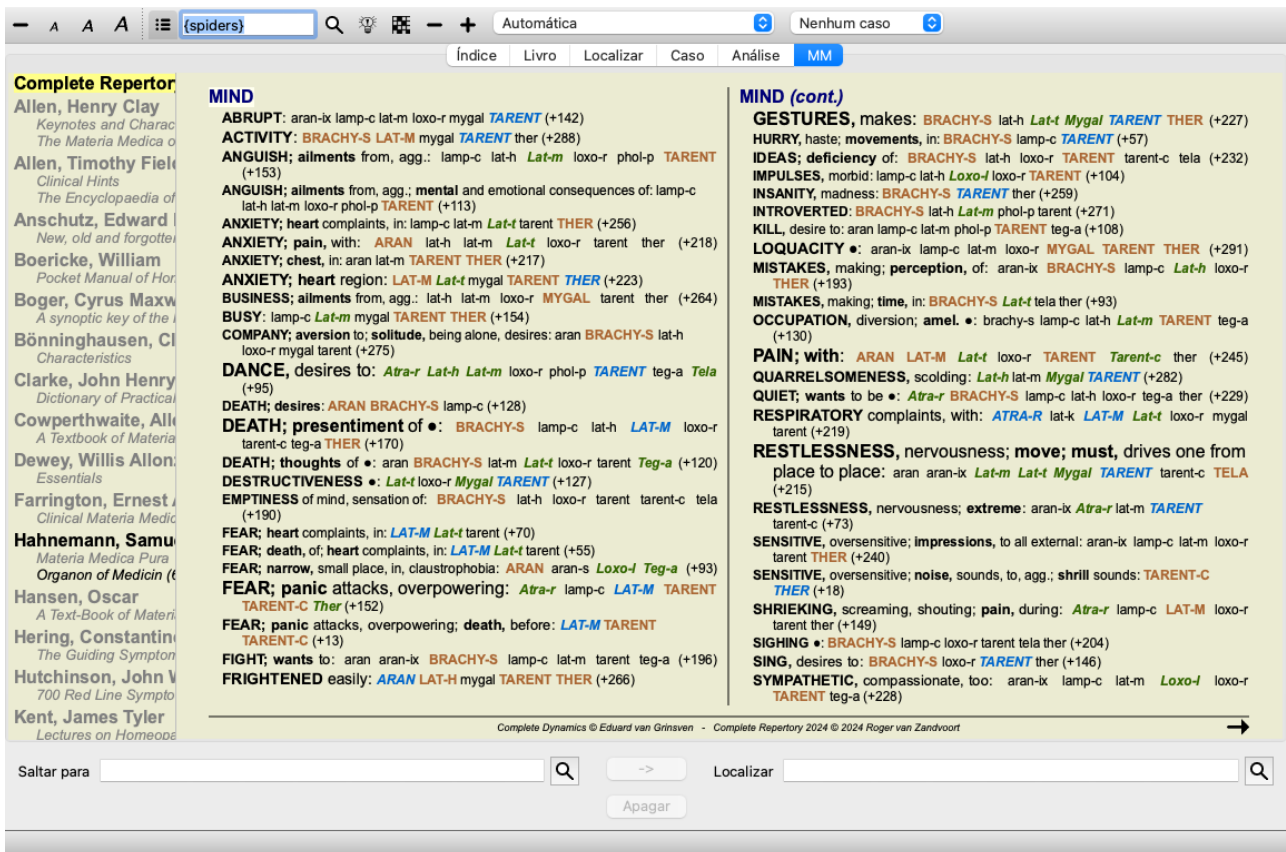 A A A {spiders} Automática Nenhum caso
Índice Livro Localizar Caso Análise MM
Complete Repertory
Allen, Henry Clay
Keynotes and Charac
The Materia Medica o
Allen, Timothy Fiel
Clinical Hints
The Encyclopaedia of
Anschutz, Edward
New, old and forgotten
Boericke, William
Pocket Manual of Hom
Boger, Cyrus Maxw
A synoptic key of the
Bönninghausen, Cl
Characteristics
Clarke, John Henry
Dictionary of Practical
Cowperthwaite, Alle
A Textbook of Materia
Dewey, Willis Allon
Essentials
Farrington, Ernest A
Clinical Materia Medic
Hahnemann, Samu
Materia Medica Pura
Organon of Medicin (6
Hansen, Oscar
A Text-Book of Materi
Hering, Constantin
The Guiding Symptom
Hutchinson, John W
700 Red Line Sympto
Kent, James Tyler
Lectures on Homeopa
MIND
ABRUPT: aran-ix lamp-c lat-m loxo-r mygal TARENT (+142)
ACTIVITY: BRACHY-S LAT-M mygal TARENT ther (+288)
ANGUISH; ailments from, agg.: lamp-c lat-h Lat-m loxo-r phol-p TARENT
(+153)
ANGUISH; ailments from, agg.; mental and emotional consequences of: lamp-c
lat-h lat-m loxo-r phol-p TARENT (+113)
ANXIETY; heart complaints, in: lamp-c lat-m Lat-t tarent THER (+256)
ANXIETY; pain, with: ARAN lat-h lat-m Lat-t loxo-r tarent ther (+218)
ANXIETY; chest, in: aran lat-m TARENT THER (+217)
ANXIETY; heart region: LAT-M Lat-t mygal TARENT THER (+223)
BUSINESS; ailments from, agg.: lat-h lat-m loxo-r MYGAL tarent ther (+264)
BUSY: lamp-c Lat-m mygal TARENT THER (+154)
COMPANY; aversion to; solitude, being alone, desires: aran BRACHY-S lat-h
loxo-r mygal tarent (+275)
DANCE, desires to: Atra-r Lat-h Lat-m loxo-r phol-p TARENT teg-a Tela
(+95)
DEATH; desires: ARAN BRACHY-S lamp-c (+128)
DEATH; presentiment of ●: BRACHY-S lamp-c lat-h LAT-M loxo-r
tarent-c teg-a THER (+170)
DEATH; thoughts of ●: aran BRACHY-S lat-m Lat-t loxo-r tarent Teg-a (+120)
DESTRUCTIVENESS ●: Lat-t loxo-r Mygal TARENT (+127)
EMPTINESS of mind, sensation of: BRACHY-S lat-h loxo-r tarent tarent-c tela
(+190)
FEAR; heart complaints, in: LAT-M Lat-t tarent (+70)
FEAR; death, of; heart complaints, in: LAT-M Lat-t tarent (+55)
FEAR; narrow, small place, in, claustrophobia: ARAN aran-s Loxo-l Teg-a (+93)
FEAR; panic attacks, overpowering: Atra-r lamp-c LAT-M TARENT
TARENT-C Ther (+152)
FEAR; panic attacks, overpowering; death, before: LAT-M TARENT
TARENT-C (+13)
FIGHT; wants to: aran aran-ix BRACHY-S lamp-c lat-m tarent teg-a (+196)
FRIGHTENED easily: ARAN LAT-H mygal TARENT THER (+266)
MIND (cont.)
GESTURES, makes: BRACHY-S lat-h Lat-t Mygal TARENT THER (+227)
HURRY, haste; movements, in: BRACHY-S lamp-c TARENT (+57)
IDEAS; deficiency of: BRACHY-S lat-h loxo-r TARENT tarent-c tela (+232)
IMPULSES, morbid: lamp-c lat-h Loxo-l loxo-r TARENT (+104)
INSANITY, madness: BRACHY-S TARENT ther (+259)
INTROVERTED: BRACHY-S lat-h Lat-m phol-p tarent (+271)
KILL, desire to: aran lamp-c lat-m phol-p TARENT teg-a (+108)
LOQUACITY ●: aran-ix lamp-c lat-m loxo-r MYGAL TARENT THER (+291)
MISTAKES, making; perception, of: aran-ix BRACHY-S lamp-c Lat-h loxo-r
THER (+193)
MISTAKES, making; time, in: BRACHY-S Lat-t tela ther (+93)
OCCUPATION, diversion; amel. ●: brachy-s lamp-c lat-h Lat-m TARENT teg-a
(+130)
PAIN; with: ARAN LAT-M Lat-t loxo-r TARENT Tarent-c ther (+245)
QUARRELSOMENESS, scolding: Lat-h lat-m Mygal TARENT (+282)
QUIET; wants to be ●: Atra-r BRACHY-S lamp-c lat-h loxo-r teg-a ther (+229)
RESPIRATORY complaints, with: ATRA-R lat-k LAT-M Lat-t loxo-r mygal
tarent (+219)
RESTLESSNESS, nervousness; move; must, drives one from
place to place: aran aran-ix Lat-m Lat-t Mygal TARENT tarent-c TELA
(+215)
RESTLESSNESS, nervousness; extreme: aran-ix Atra-r lat-m TARENT
tarent-c (+73)
SENSITIVE, oversensitive; impressions, to all external: aran-ix lamp-c lat-m loxo-r
tarent THER (+240)
SENSITIVE, oversensitive; noise, sounds, to, agg.; shrill sounds: TARENT-C
THER (+18)
SHRIEKING, screaming, shouting; pain, during: Atra-r lamp-c LAT-M loxo-r
tarent ther (+149)
SIGHING ●: BRACHY-S lamp-c loxo-r tarent tela ther (+204)
SING, desires to: BRACHY-S loxo-r TARENT ther (+146)
SYMPATHETIC, compassionate, too: aran-ix lamp-c lat-m Loxo-l loxo-r
TARENT teg-a (+228)
Complete Dynamics © Eduard van Grinsven - Complete Repertory 2024 © 2024 Roger van Zandvoort
Saltar para -> Localizar
Apagar